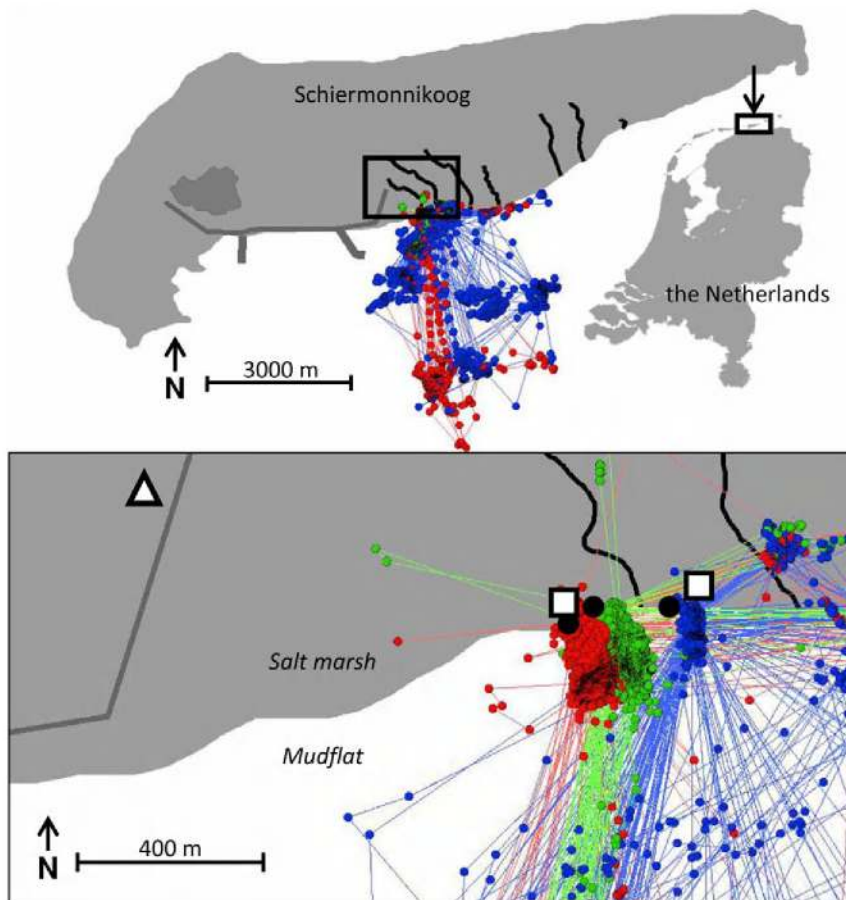 Schiermonnikoog
the Netherlands
N
3000 m
Salt marsh
Mudflat
N
400 m